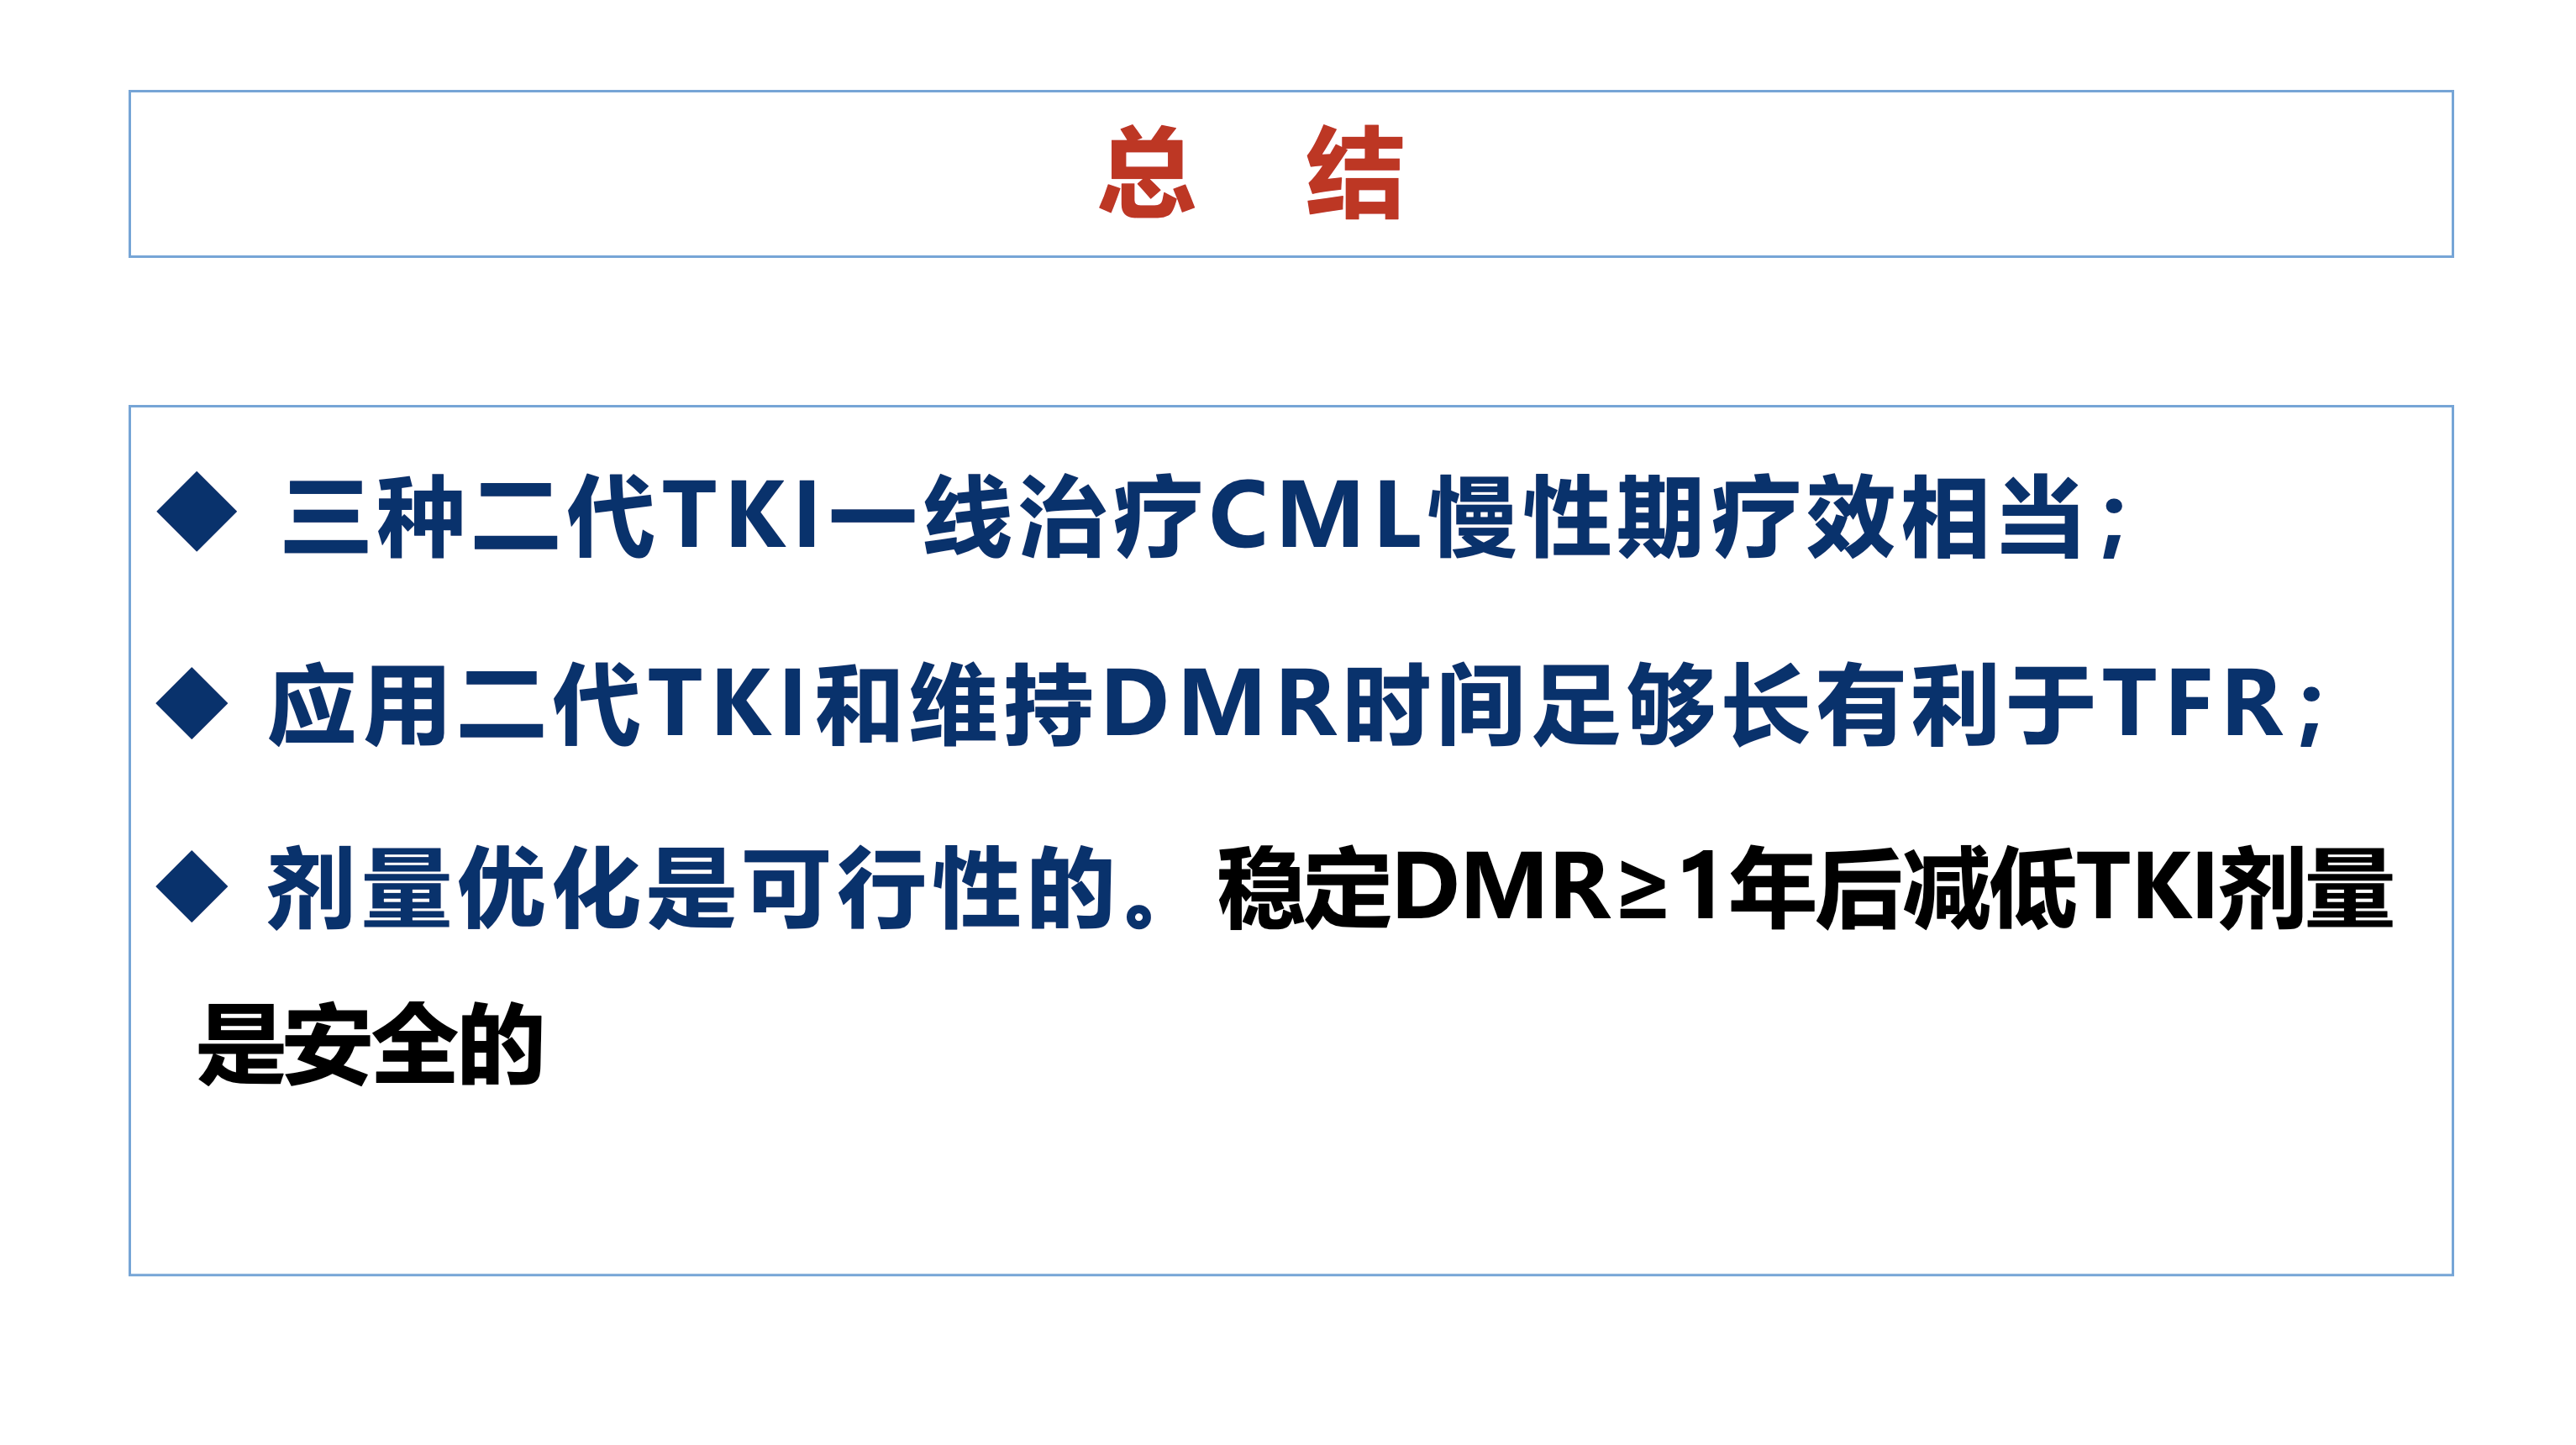 总 结
◆ 三种二代TKI一线治疗CML慢性期疗效相当；
◆ 应用二代TKI和维持DMR时间足够长有利于TFR；
◆ 剂量优化是可行性的。稳定DMR≥1年后减低TKI剂量
是安全的